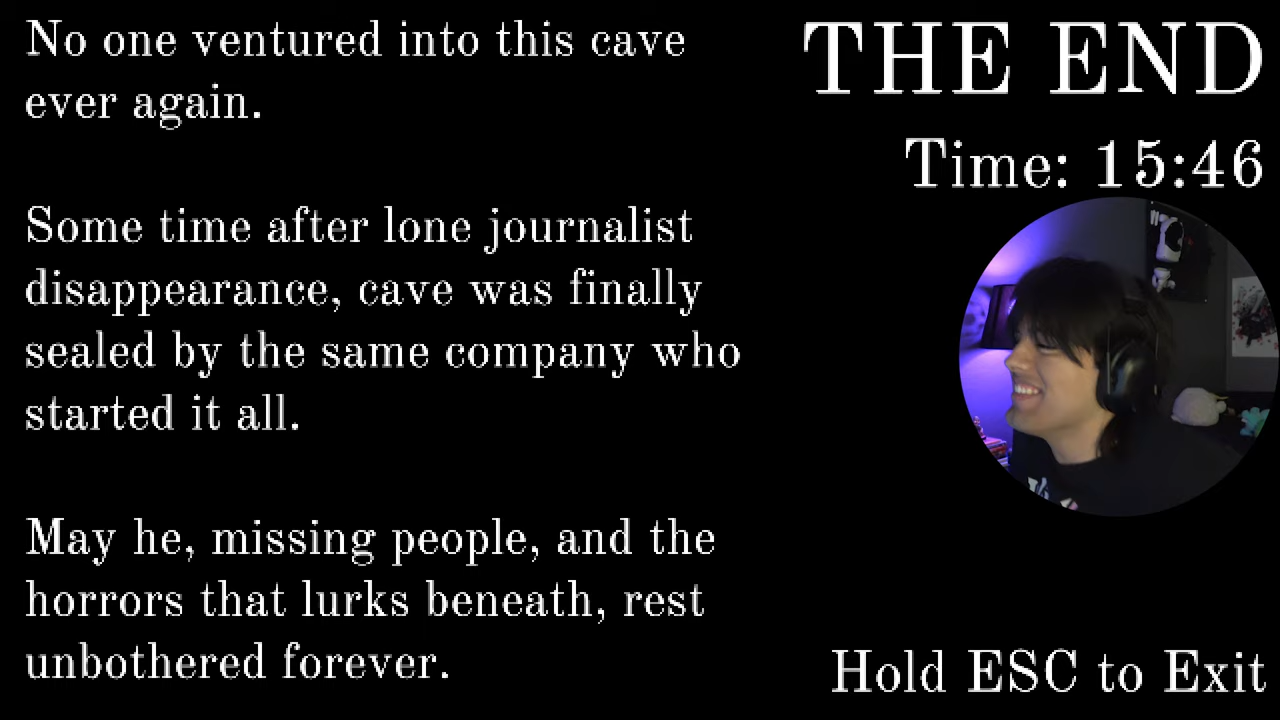 No one ventured into this cave
ever again.
Some time after lone journalist
disappearance, cave was finally
sealed by the same company who
started it all.
May he, missing people, and the
horrors that lurks beneath, rest
unbothered forever.
THE END
Time: 15:46
Hold ESC to Exit